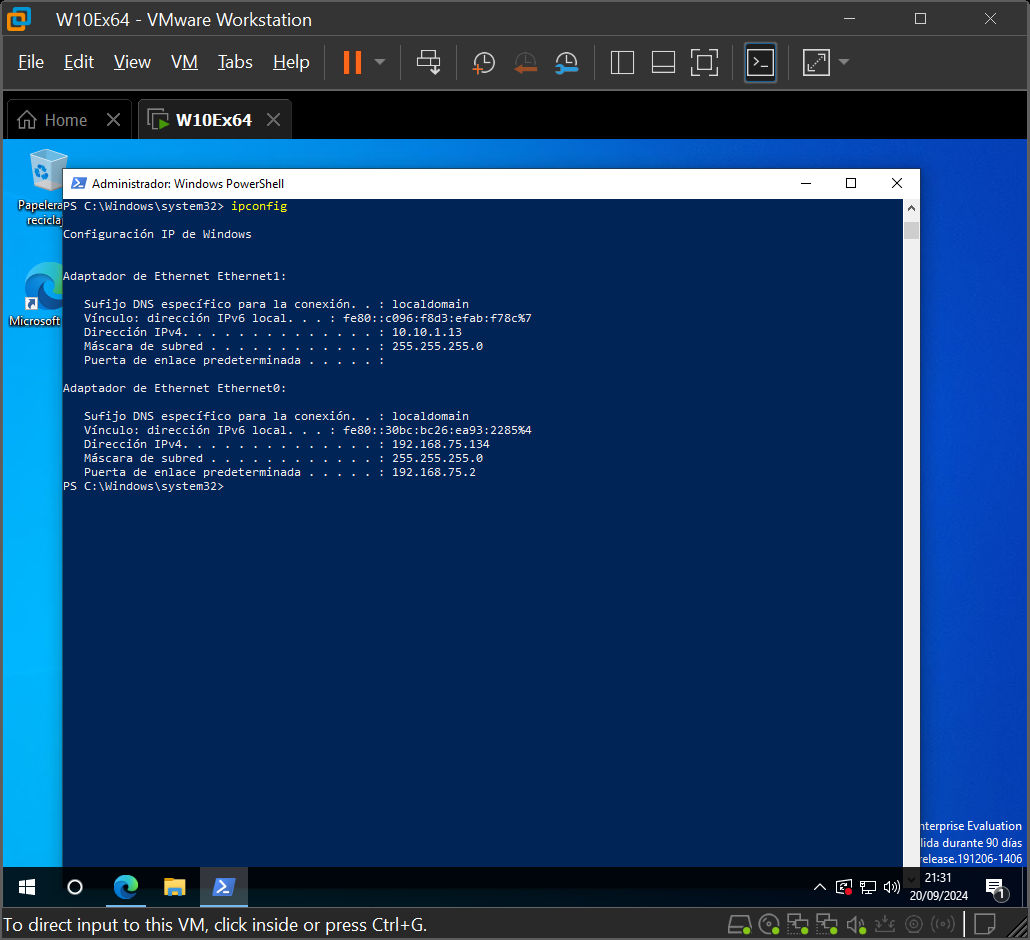 W10Ex64 - VMware Workstation
File Edit View VM Tabs Help
Home
W10Ex64
Papelera
recicla
Microsoft
Administrador: Windows PowerShell
PS C:\Windows\system32> ipconfig
Configuración IP de Windows
Adaptador de Ethernet Ethernet1:
Sufijo DNS específico para la conexión. . : localdomain
Vínculo: dirección IPv6 local. . . : fe80::c096:f8d3:efab:f78c%7
Dirección IPv4. . . . . . . . . . . . . . : 10.10.1.13
Máscara de subred . . . . . . . . . . . . : 255.255.255.0
Puerta de enlace predeterminada . . . . . :
Adaptador de Ethernet Ethernet0:
Sufijo DNS específico para la conexión. . : localdomain
Vínculo: dirección IPv6 local. . . : fe80::30bc:bc26:ea93:2285%4
Dirección IPv4. . . . . . . . . . . . . . : 192.168.75.134
Máscara de subred . . . . . . . . . . . . : 255.255.255.0
Puerta de enlace predeterminada . . . . . : 192.168.75.2
PS C:\Windows\system32>
nterprise Evaluation
lida durante 90 días
release.191206-1406
21:31
20/09/2024
1
To direct input to this VM, click inside or press Ctrl+G.